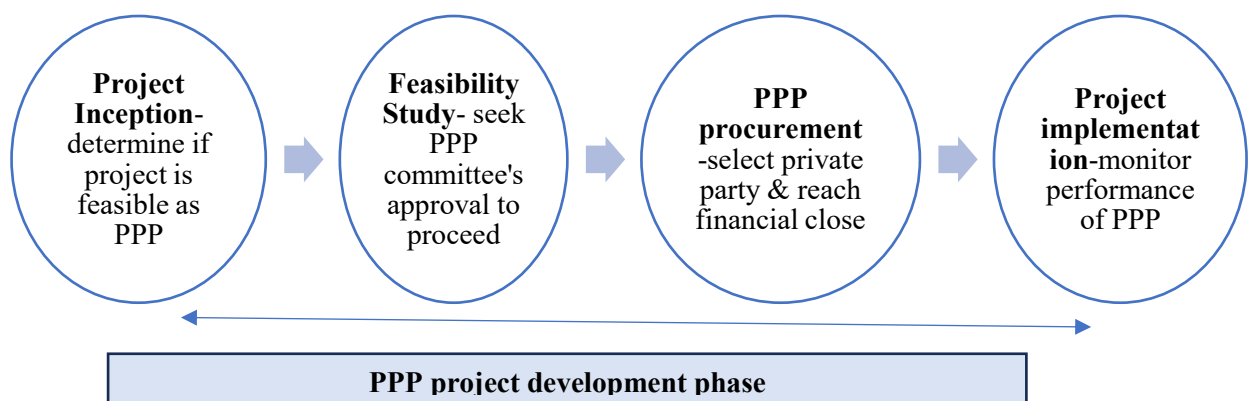 Project
Inception-
determine if
project is
feasible as
PPP
Feasibility
Study- seek
PPP
committee's
approval to
proceed
PPP
procurement
-select private
party & reach
financial close
Project
implementat
ion-monitor
performance
of PPP
PPP project development phase